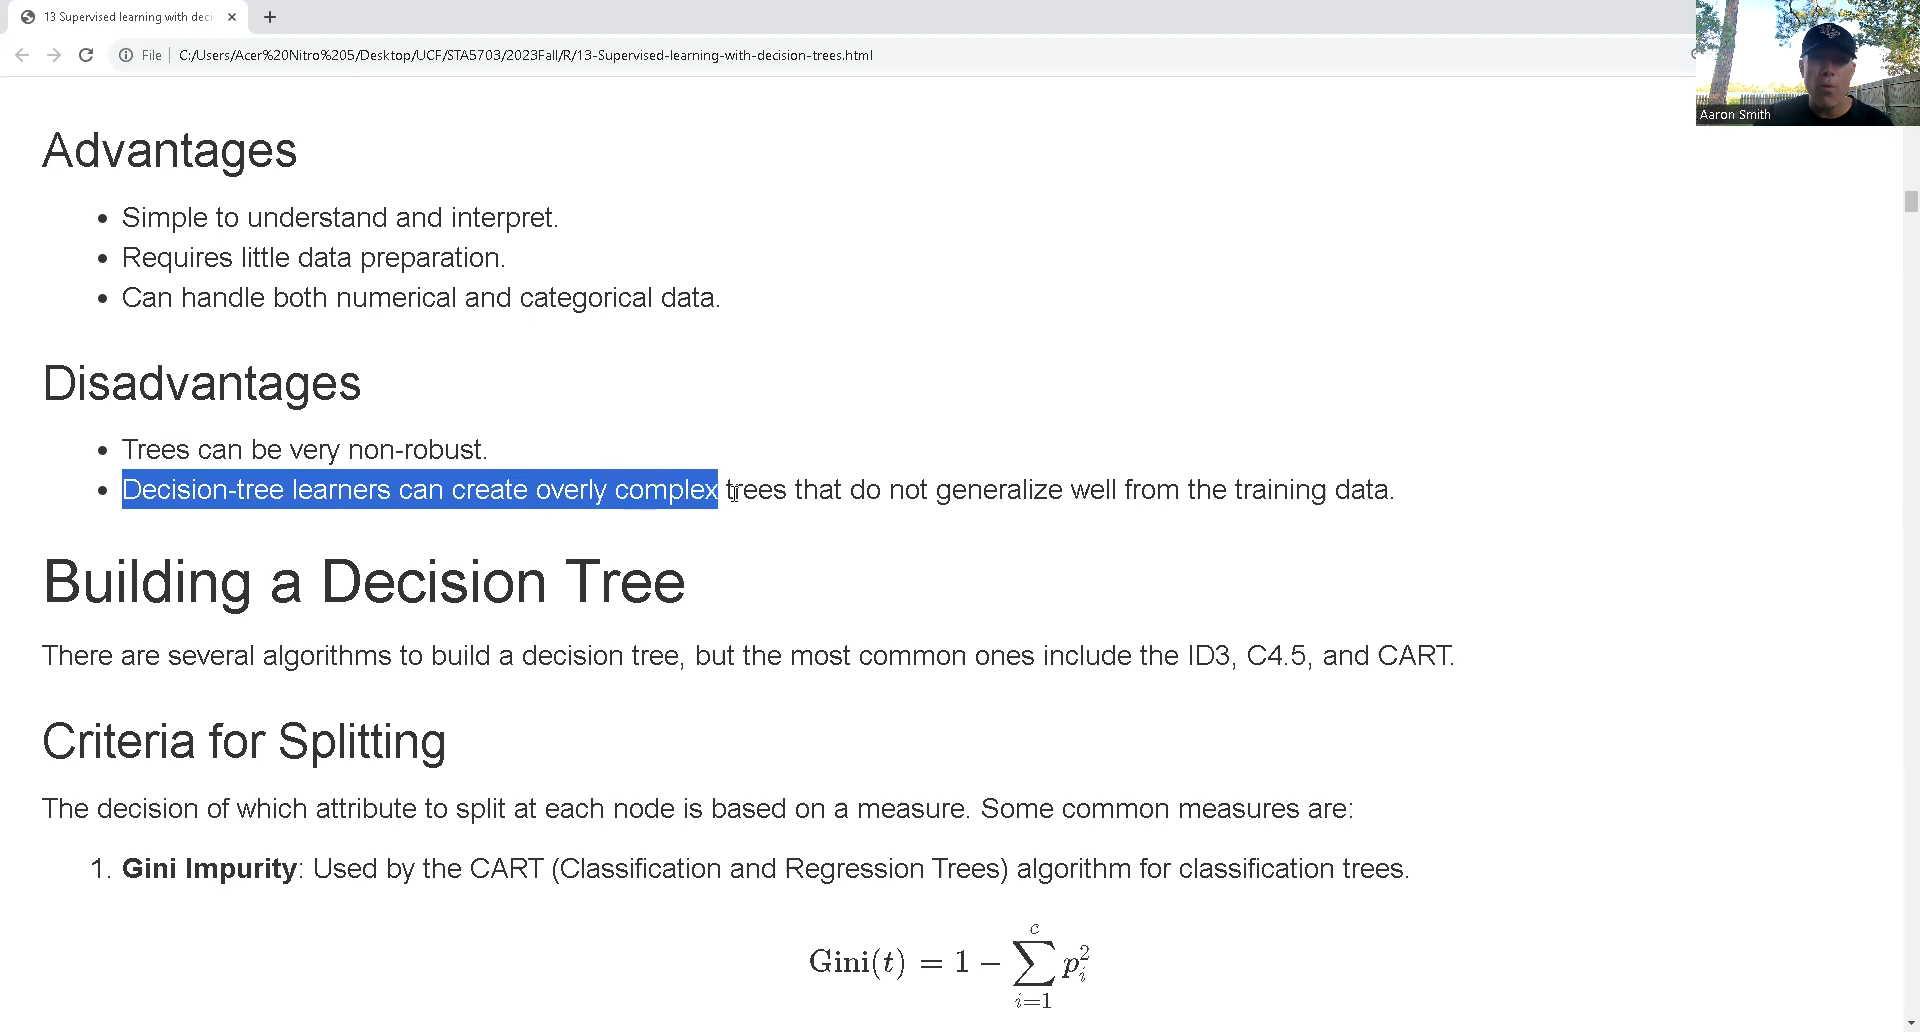 13 Supervised learning with deci
File C:/Users/Acer%20Nitro%205/Desktop/UCF/STA5703/2023Fall/R/13-Supervised-learning-with-decision-trees.html
Aaron Smith
Advantages
• Simple to understand and interpret.
• Requires little data preparation.
• Can handle both numerical and categorical data.
Disadvantages
• Trees can be very non-robust.
• Decision-tree learners can create overly complex trees that do not generalize well from the training data.
Building a Decision Tree
There are several algorithms to build a decision tree, but the most common ones include the ID3, C4.5, and CART.
Criteria for Splitting
The decision of which attribute to split at each node is based on a measure. Some common measures are:
1. Gini Impurity: Used by the CART (Classification and Regression Trees) algorithm for classification trees.
Gini(t) = 1 − ∑_{i=1}^{c} p_i^2